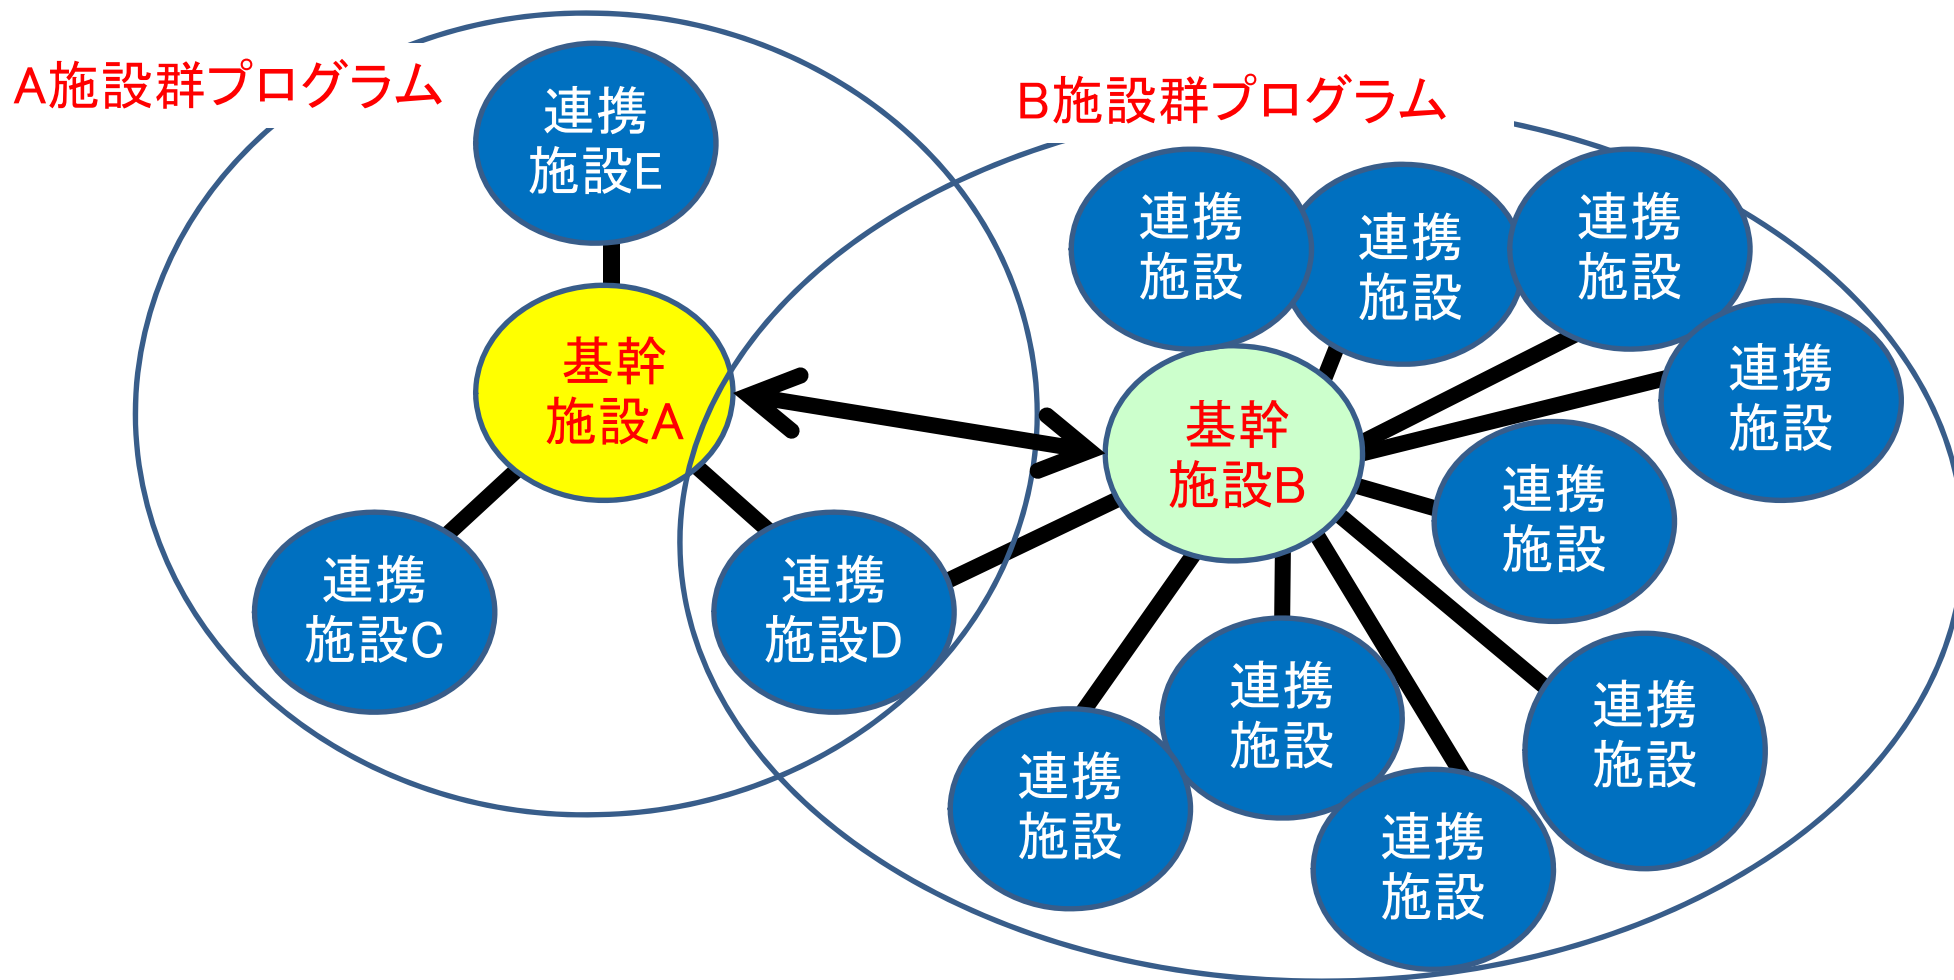 A施設群プログラム
B施設群プログラム
連携
施設E
基幹
施設A
連携
施設C
連携
施設D
連携
施設
連携
施設
連携
施設
連携
施設
基幹
施設B
連携
施設
連携
施設
連携
施設
連携
施設
連携
施設